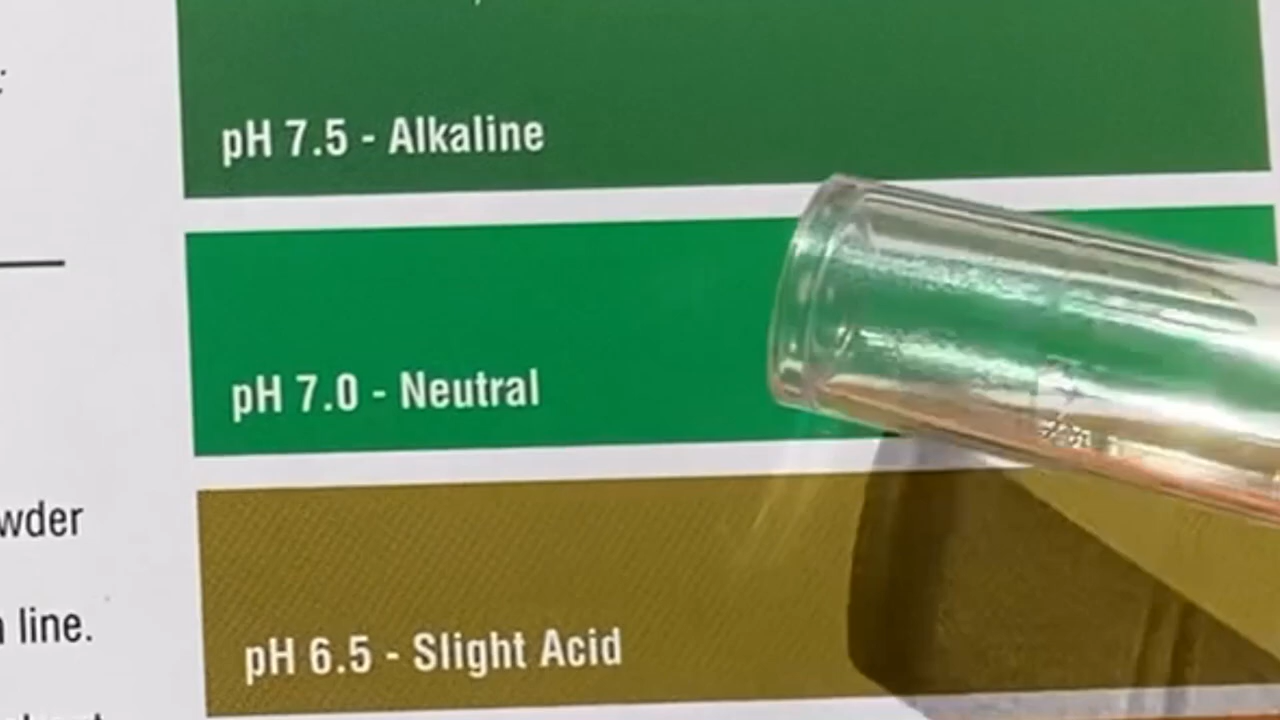 pH 7.5 - Alkaline
pH 7.0 - Neutral
wder
pH 6.5 - Slight Acid
line.